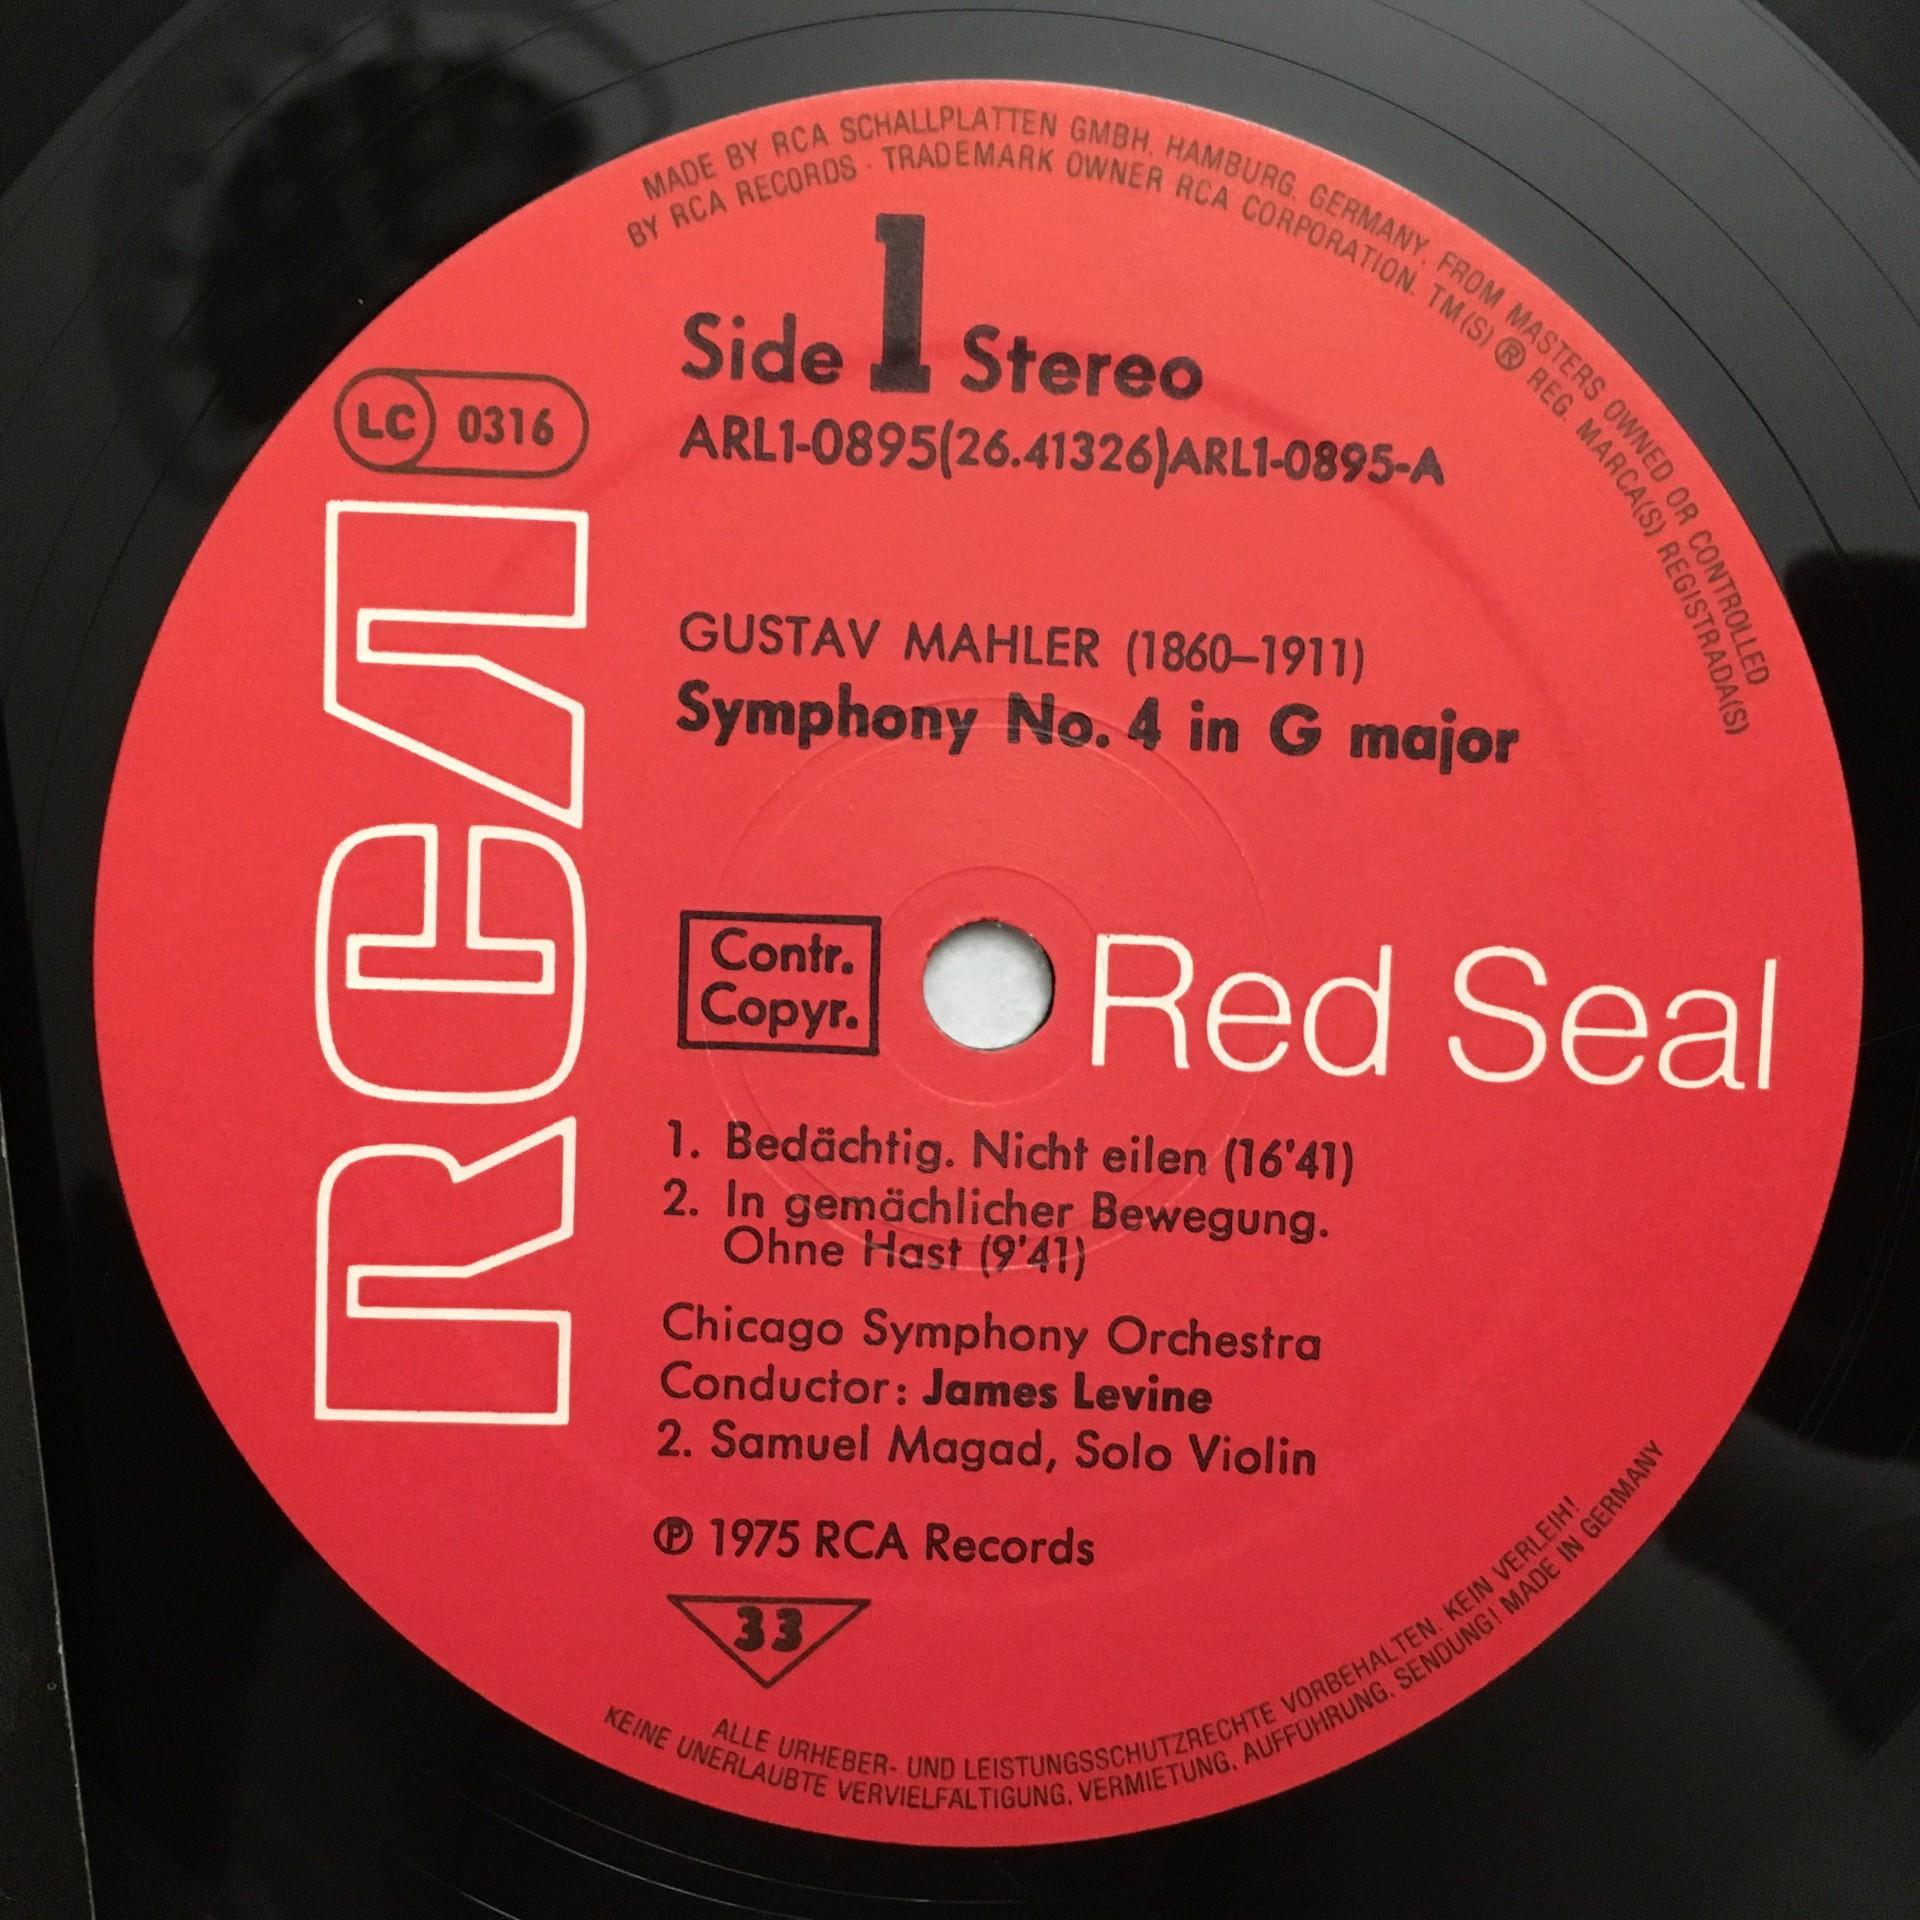 MADE BY RCA SCHALLPLATTEN GMBH, HAMBURG, GERMANY, FROM MASTERS OWNED OR CONTROLLED
BY RCA RECORDS · TRADEMARK OWNER RCA CORPORATION. TM(S) ® REG. MARCA(S) REGISTRADA(S)
Side 1 Stereo
LC 0316
ARL1-0895(26.41326)ARL1-0895-A
RCA
GUSTAV MAHLER (1860–1911)
Symphony No. 4 in G major
Contr.
Copyr.
Red Seal
1. Bedächtig. Nicht eilen (16'41)
2. In gemächlicher Bewegung.
Ohne Hast (9'41)
Chicago Symphony Orchestra
Conductor: James Levine
2. Samuel Magad, Solo Violin
℗ 1975 RCA Records
33
ALLE URHEBER- UND LEISTUNGSSCHUTZRECHTE VORBEHALTEN. KEIN VERLEIH!
KEINE UNERLAUBTE VERVIELFÄLTIGUNG, VERMIETUNG, AUFFÜHRUNG, SENDUNG! MADE IN GERMANY